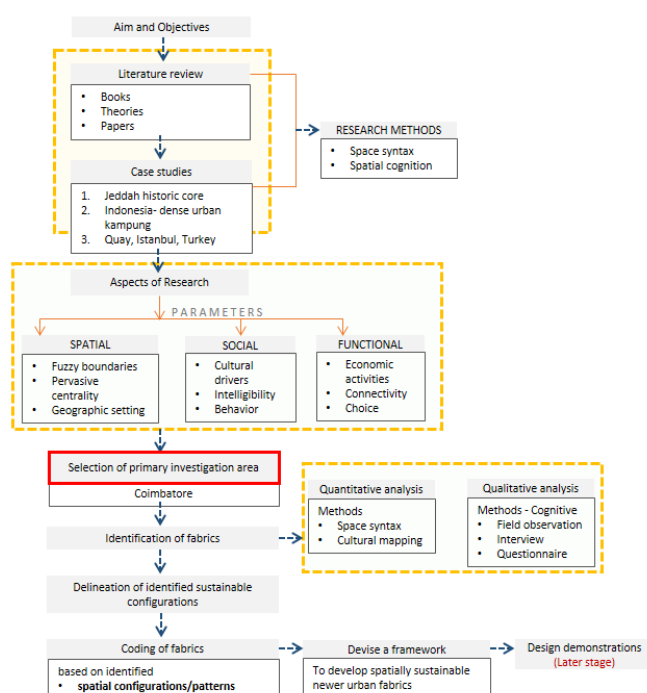 Aim and Objectives
Literature review
• Books
• Theories
• Papers
RESEARCH METHODS
• Space syntax
• Spatial cognition
Case studies
1. Jeddah historic core
2. Indonesia- dense urban
kampung
3. Quay, Istanbul, Turkey
Aspects of Research
PARAMETERS
SPATIAL
• Fuzzy boundaries
• Pervasive
centrality
• Geographic setting
SOCIAL
• Cultural
drivers
• Intelligibility
• Behavior
FUNCTIONAL
• Economic
activities
• Connectivity
• Choice
Selection of primary investigation area
Coimbatore
Quantitative analysis
Methods
• Space syntax
• Cultural mapping
Qualitative analysis
Methods - Cognitive
• Field observation
• Interview
• Questionnaire
Identification of fabrics
Delineation of identified sustainable
configurations
Coding of fabrics
based on identified
• spatial configurations/patterns
Devise a framework
To develop spatially sustainable
newer urban fabrics
Design demonstrations
(Later stage)